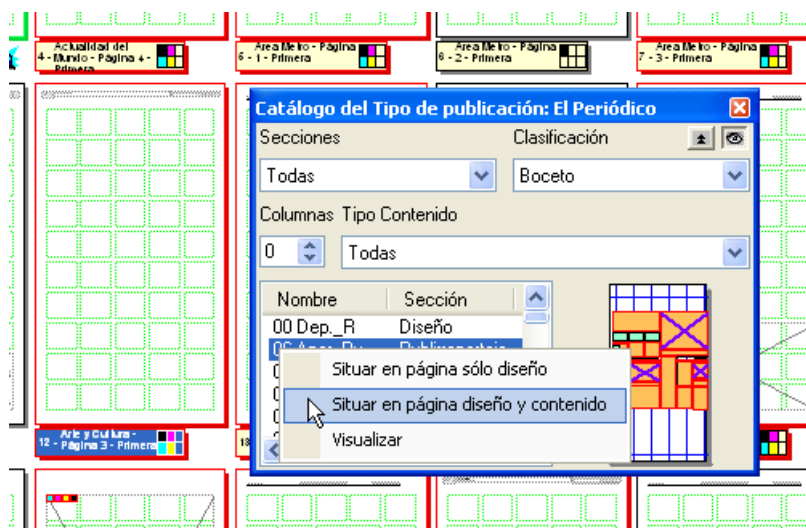 Actualidad del
4 - Mundo - Página 4 -
Primera
Area Metro - Página
5 - 1 - Primera
Area Metro - Página
6 - 2 - Primera
Area Metro - Página
7 - 3 - Primera
Catálogo del Tipo de publicación: El Periódico
Secciones
Clasificación
Todas
Boceto
Columnas Tipo Contenido
0
Todas
Nombre Sección
00 Dep._R Diseño
Situar en página sólo diseño
Situar en página diseño y contenido
Visualizar
Arte y Cultura -
12 - Página 3 - Primera